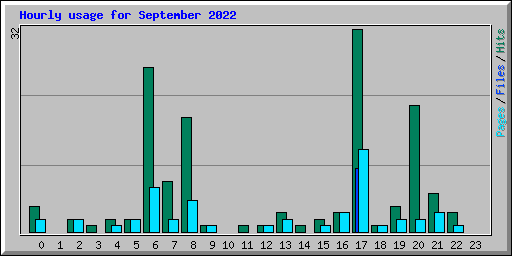 Hourly usage for September 2022
32
Pages/Files/Hits
0 1 2 3 4 5 6 7 8 9 10 11 12 13 14 15 16 17 18 19 20 21 22 23